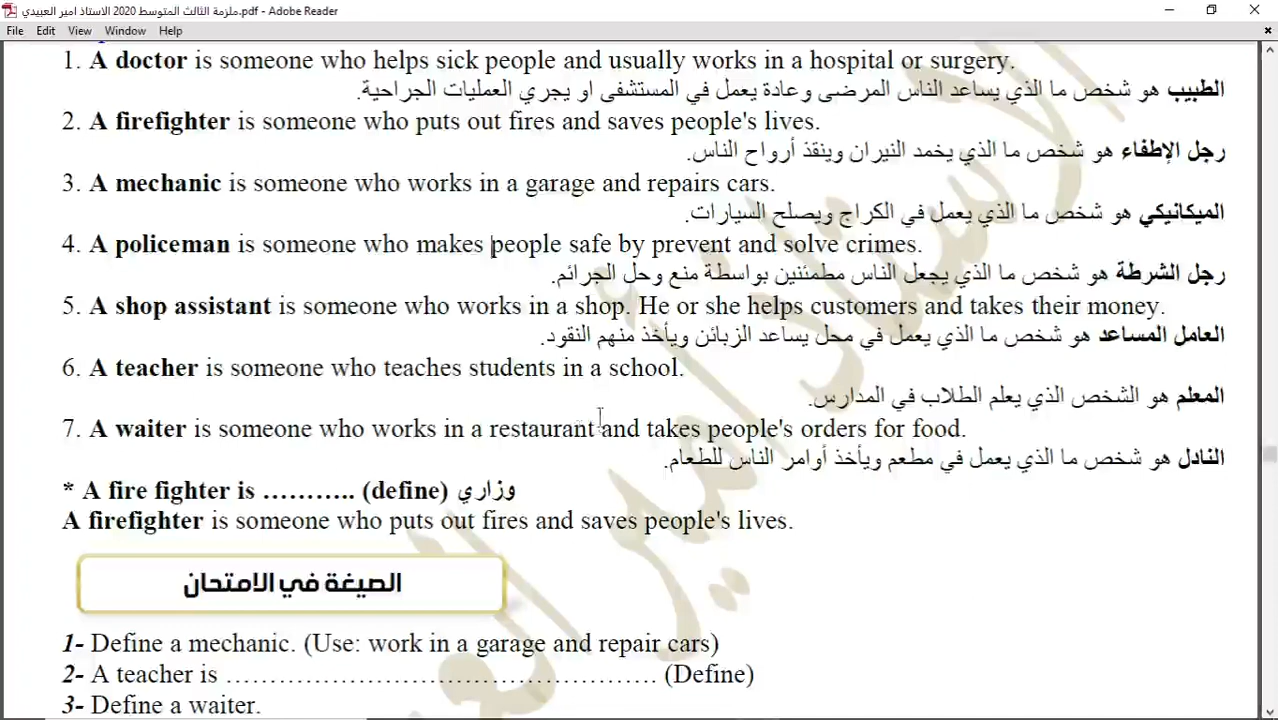 ملزمة الثالث المتوسط 2020 الاستاذ امير العبيدي.pdf - Adobe Reader
File Edit View Window Help
1. A doctor is someone who helps sick people and usually works in a hospital or surgery.
الطبيب هو شخص ما الذي يساعد الناس المرضى وعادة يعمل في المستشفى او يجري العمليات الجراحية.
2. A firefighter is someone who puts out fires and saves people's lives.
رجل الإطفاء هو شخص ما الذي يخمد النيران وينقذ أرواح الناس.
3. A mechanic is someone who works in a garage and repairs cars.
الميكانيكي هو شخص ما الذي يعمل في الكراج ويصلح السيارات.
4. A policeman is someone who makes people safe by prevent and solve crimes.
رجل الشرطة هو شخص ما الذي يجعل الناس مطمئنين بواسطة منع وحل الجرائم.
5. A shop assistant is someone who works in a shop. He or she helps customers and takes their money.
العامل المساعد هو شخص ما الذي يعمل في محل يساعد الزبائن ويأخذ منهم النقود.
6. A teacher is someone who teaches students in a school.
المعلم هو الشخص الذي يعلم الطلاب في المدارس.
7. A waiter is someone who works in a restaurant and takes people's orders for food.
النادل هو شخص ما الذي يعمل في مطعم ويأخذ أوامر الناس للطعام.
* A fire fighter is ……….. (define) وزاري
A firefighter is someone who puts out fires and saves people's lives.
الصيغة في الامتحان
1- Define a mechanic. (Use: work in a garage and repair cars)
2- A teacher is ……………………………………………. (Define)
3- Define a waiter.